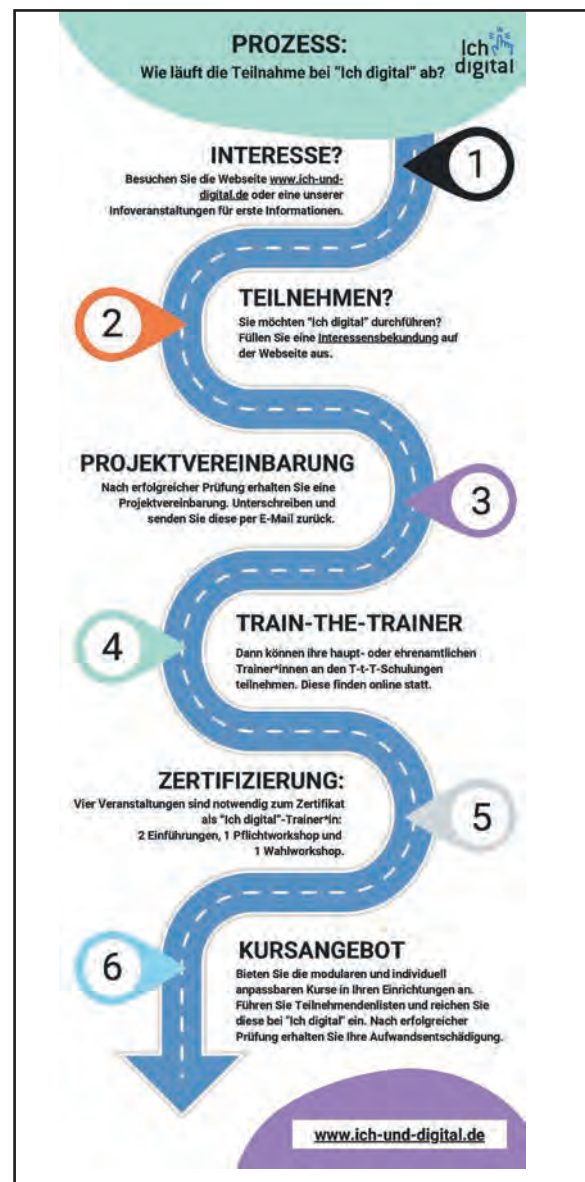 PROZESS:
Wie läuft die Teilnahme bei "Ich digital" ab?
Ich
digital
1
INTERESSE?
Besuchen Sie die Webseite www.ich-und-
digital.de oder eine unserer
Infoveranstaltungen für erste Informationen.
2
TEILNEHMEN?
Sie möchten "Ich digital" durchführen?
Füllen Sie eine Interessensbekundung auf
der Webseite aus.
PROJEKTVEREINBARUNG
Nach erfolgreicher Prüfung erhalten Sie eine
Projektvereinbarung. Unterschreiben und
senden Sie diese per E-Mail zurück.
3
4
TRAIN-THE-TRAINER
Dann können ihre haupt- oder ehrenamtlichen
Trainer*innen an den T-t-T-Schulungen
teilnehmen. Diese finden online statt.
ZERTIFIZIERUNG:
Vier Veranstaltungen sind notwendig zum Zertifikat
als "Ich digital"-Trainer*in:
2 Einführungen, 1 Pflichtworkshop und
1 Wahlworkshop.
5
6
KURSANGEBOT
Bieten Sie die modularen und individuell
anpassbaren Kurse in Ihren Einrichtungen an.
Führen Sie Teilnehmendenlisten und reichen Sie
diese bei "Ich digital" ein. Nach erfolgreicher
Prüfung erhalten Sie Ihre Aufwandsentschädigung.
www.ich-und-digital.de